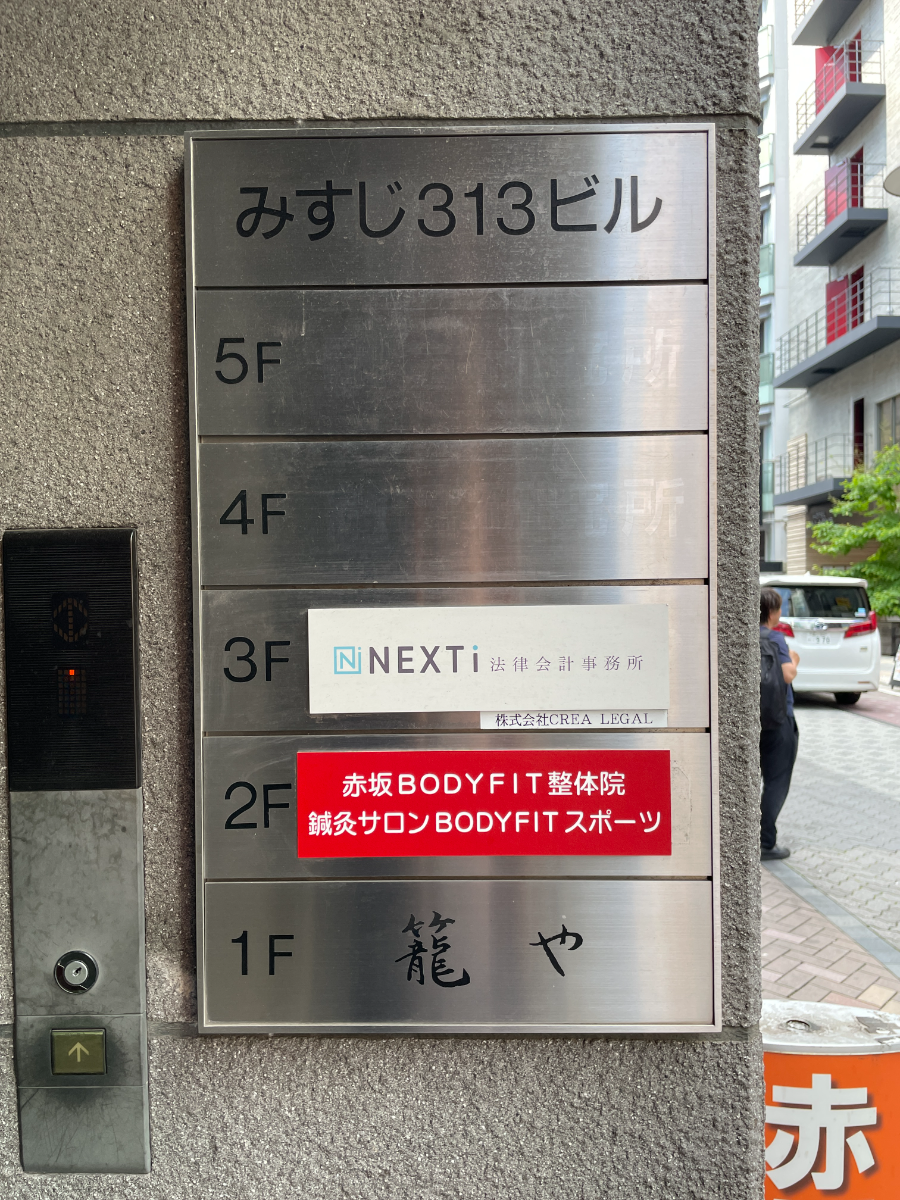 みすじ313ビル
5F
4F
3F
NEXTi 法律会計事務所
株式会社CREA LEGAL
2F
赤坂BODYFIT整体院
鍼灸サロンBODYFITスポーツ
1F 籠や
赤